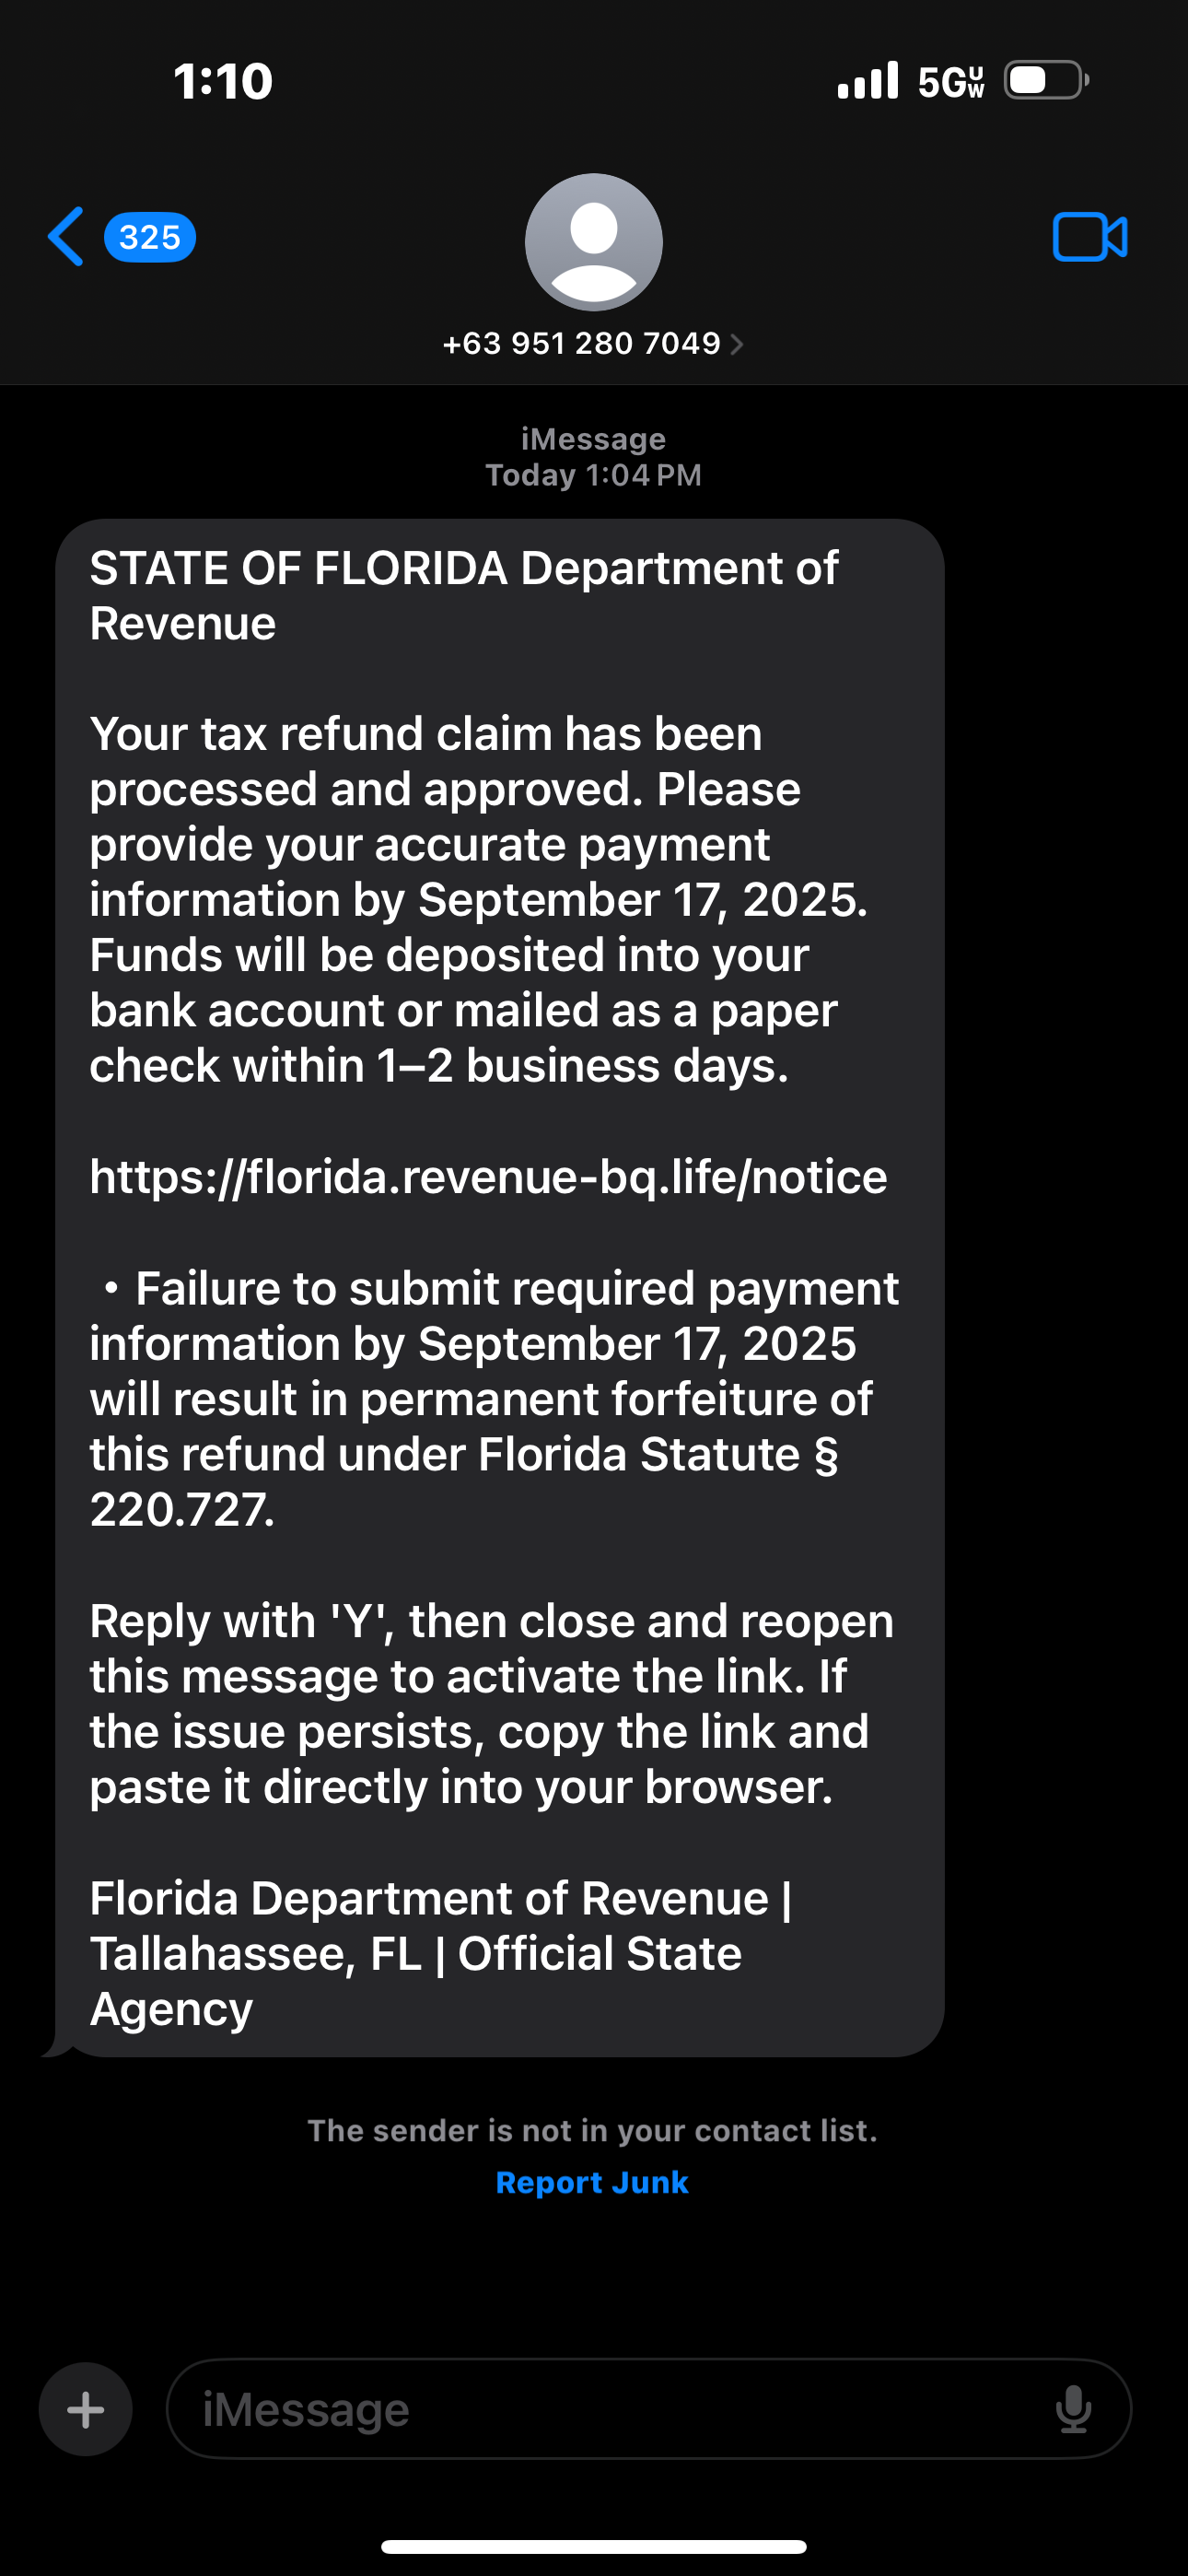 1:10
5GUW
325
+63 951 280 7049
iMessage
Today 1:04 PM
STATE OF FLORIDA Department of
Revenue
Your tax refund claim has been
processed and approved. Please
provide your accurate payment
information by September 17, 2025.
Funds will be deposited into your
bank account or mailed as a paper
check within 1–2 business days.
https://florida.revenue-bq.life/notice
• Failure to submit required payment
information by September 17, 2025
will result in permanent forfeiture of
this refund under Florida Statute §
220.727.
Reply with 'Y', then close and reopen
this message to activate the link. If
the issue persists, copy the link and
paste it directly into your browser.
Florida Department of Revenue |
Tallahassee, FL | Official State
Agency
The sender is not in your contact list.
Report Junk
iMessage